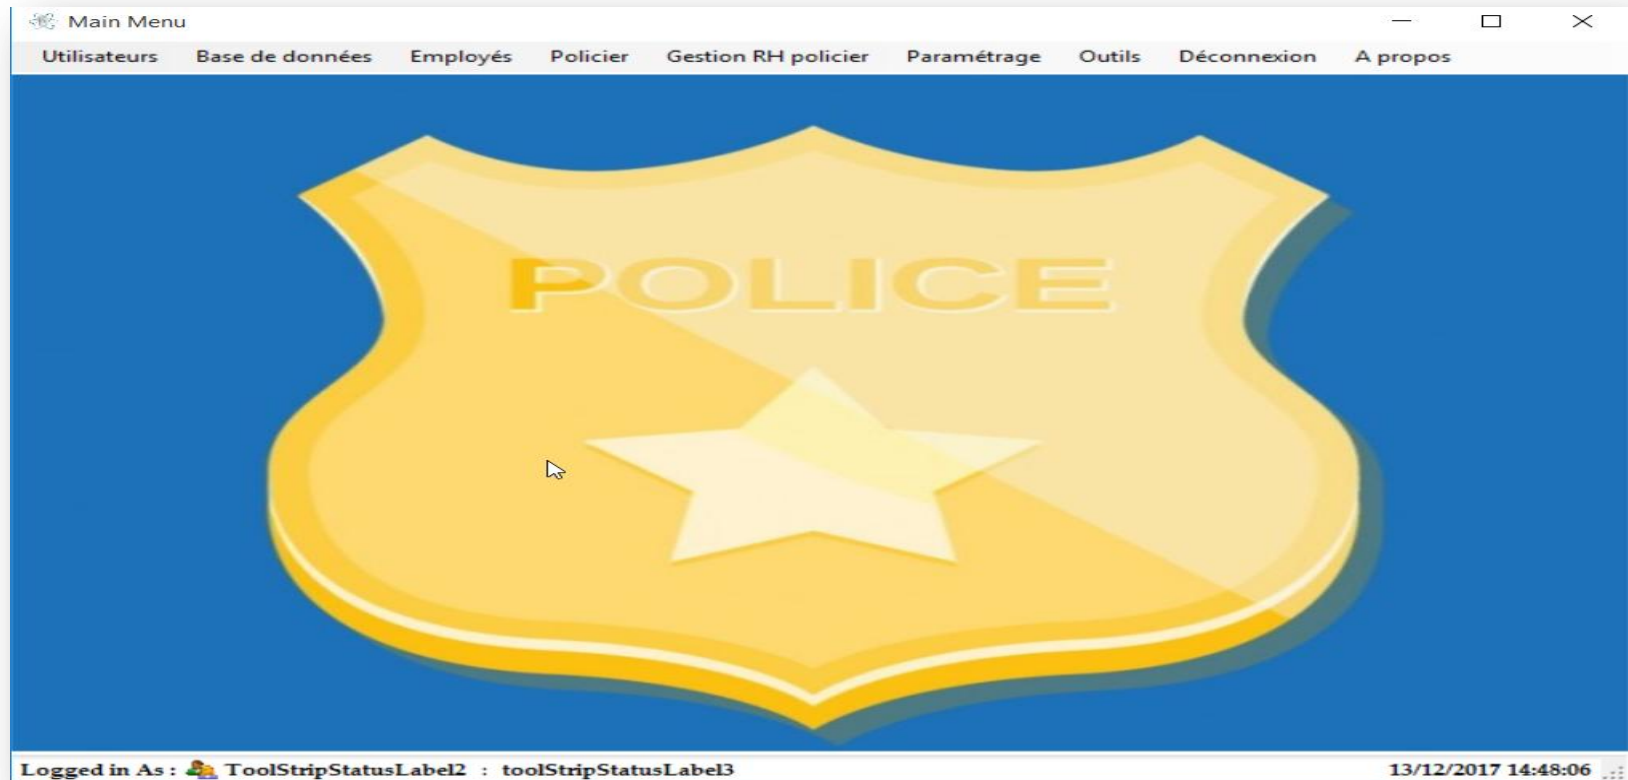 Main Menu
Utilisateurs Base de données Employés Policier Gestion RH policier Paramétrage Outils Déconnexion A propos
POLICE
Logged in As : ToolStripStatusLabel2 : toolStripStatusLabel3 13/12/2017 14:48:06